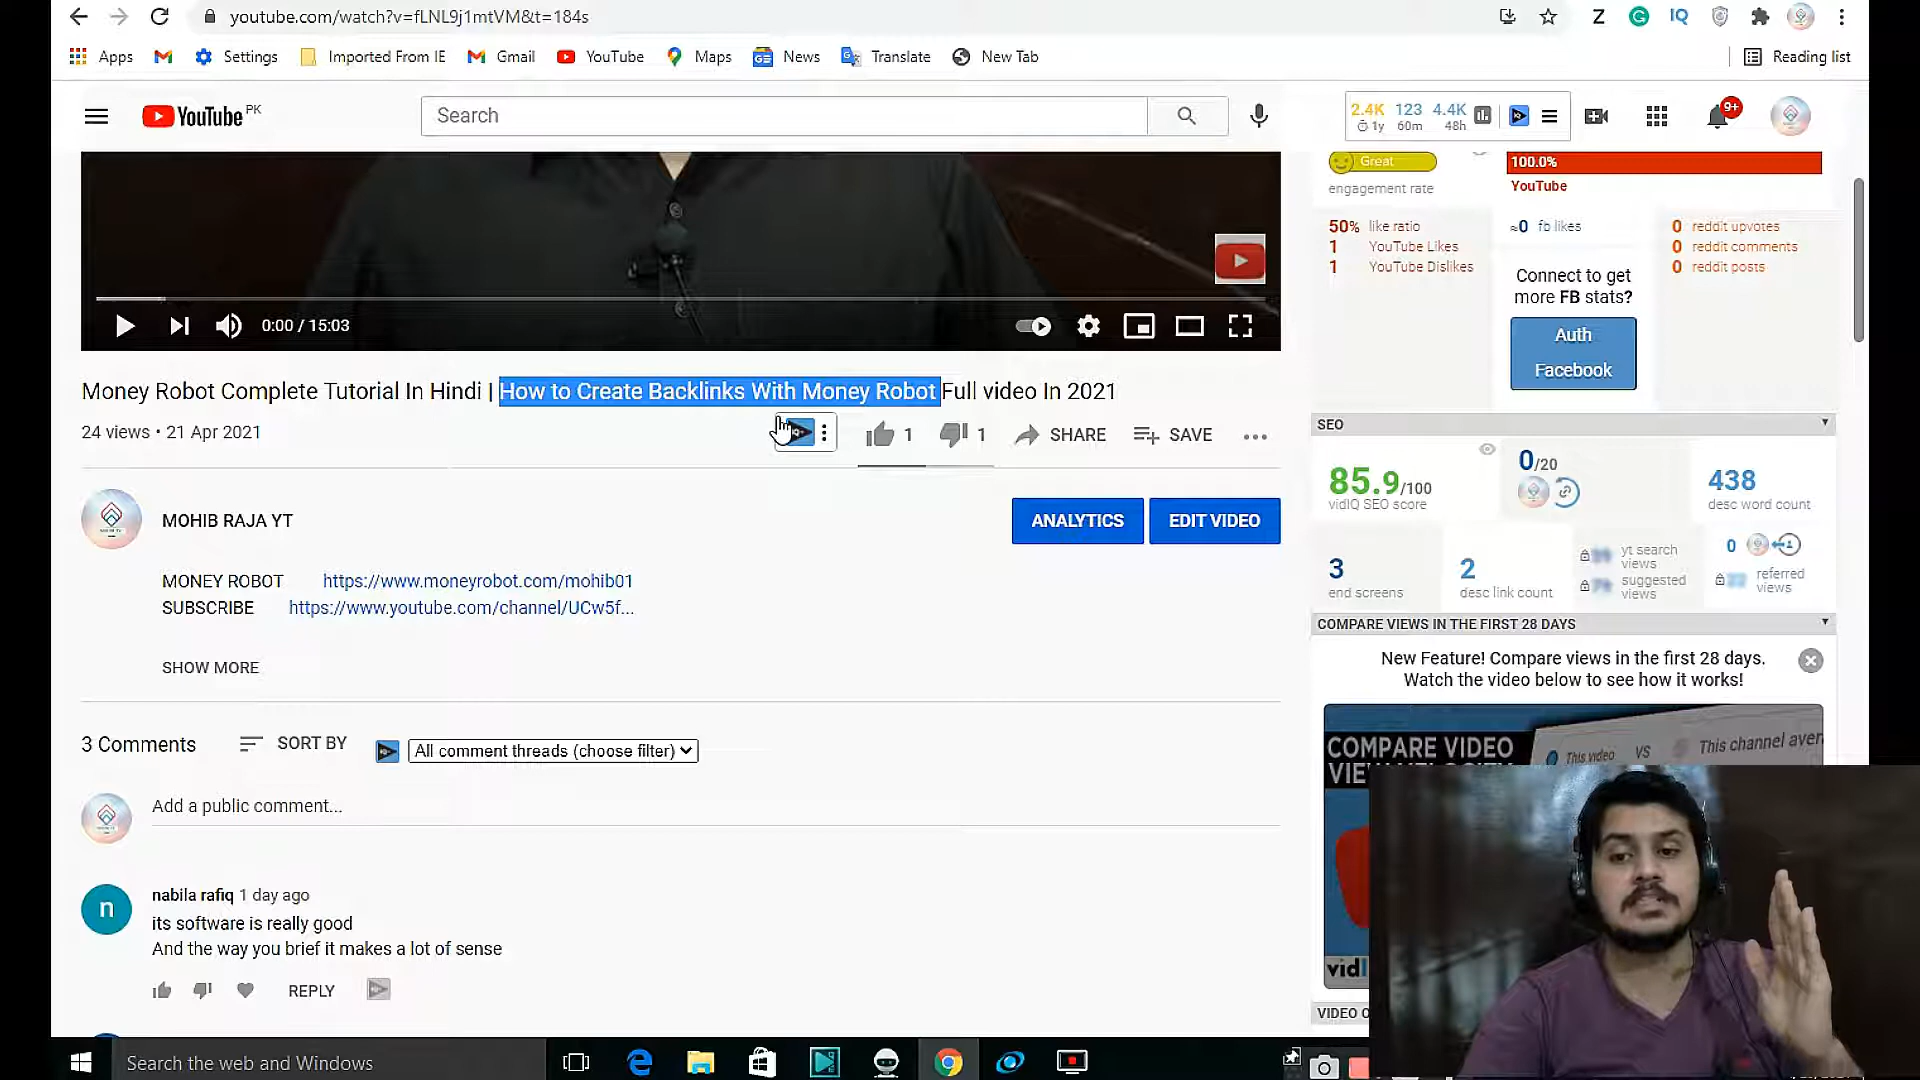 youtube.com/watch?v=fLNL9j1mtVM&t=184s
Z
IQ
Apps
Settings
Imported From IE
Gmail
YouTube
Maps
News
Translate
New Tab
Reading list
YouTube PK
Search
2.4K 123 4.4K
1y 60m 48h
9+
Great
engagement rate
100.0%
YouTube
50% like ratio
1 YouTube Likes
1 YouTube Dislikes
≈0 fb likes
Connect to get
more FB stats?
Auth
Facebook
0 reddit upvotes
0 reddit comments
0 reddit posts
0:00 / 15:03
Money Robot Complete Tutorial In Hindi | How to Create Backlinks With Money Robot Full video In 2021
24 views • 21 Apr 2021
1
1
SHARE
SAVE
SEO
85.9/100
vidIQ SEO score
0/20
438
desc word count
3
end screens
2
desc link count
yt search
views
suggested
views
0
referred
views
MOHIB RAJA YT
ANALYTICS
EDIT VIDEO
MONEY ROBOT https://www.moneyrobot.com/mohib01
SUBSCRIBE https://www.youtube.com/channel/UCw5f...
SHOW MORE
COMPARE VIEWS IN THE FIRST 28 DAYS
New Feature! Compare views in the first 28 days.
Watch the video below to see how it works!
COMPARE VIDEO
This video VS This channel
3 Comments
SORT BY
All comment threads (choose filter)
Add a public comment...
n
nabila rafiq 1 day ago
its software is really good
And the way you brief it makes a lot of sense
REPLY
Search the web and Windows